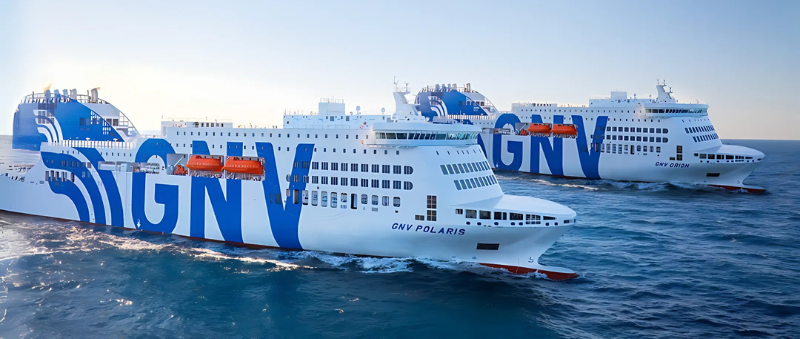 GNV
GNV POLARIS
GNV
GNV ORION